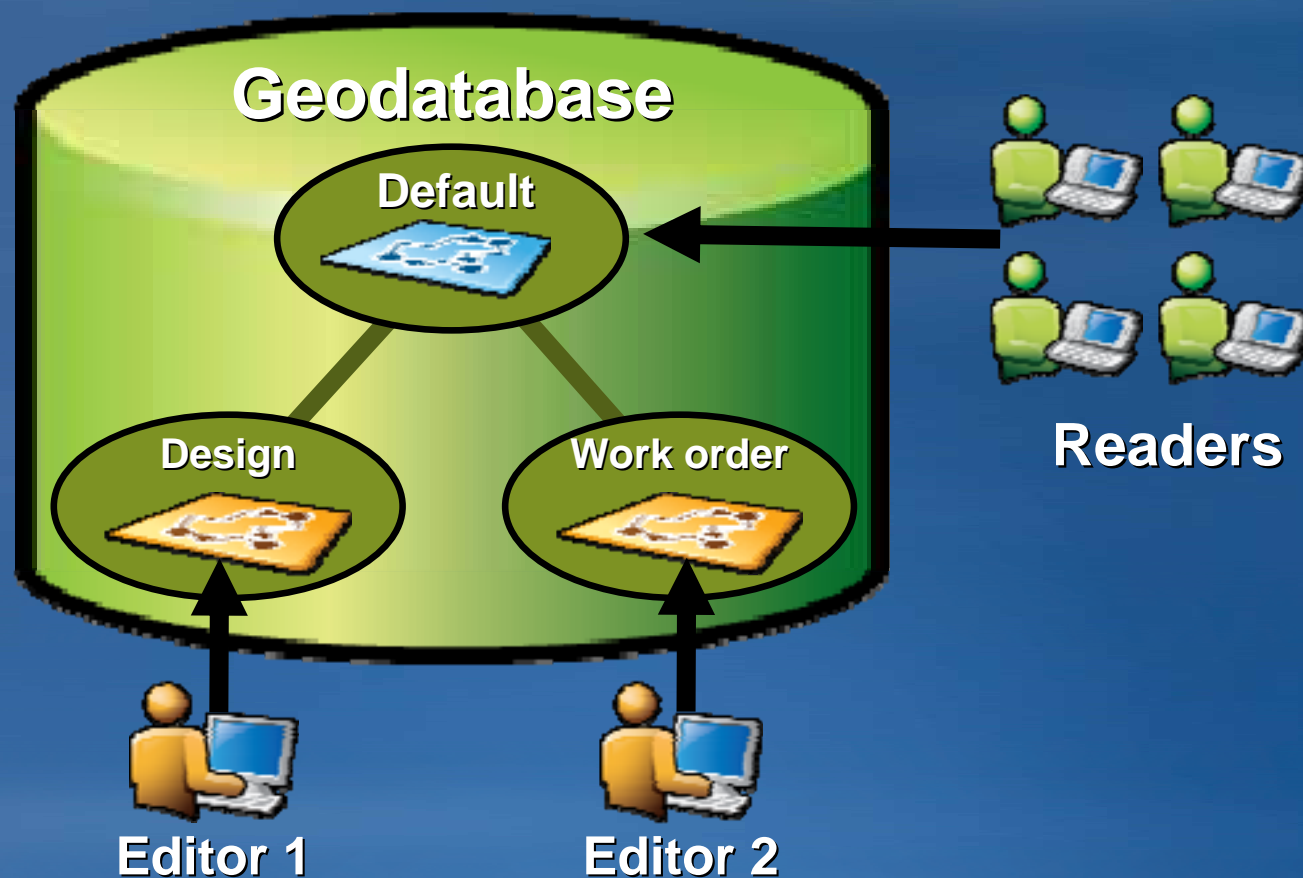 Geodatabase
Default
Design
Work order
Readers
Editor 1
Editor 2